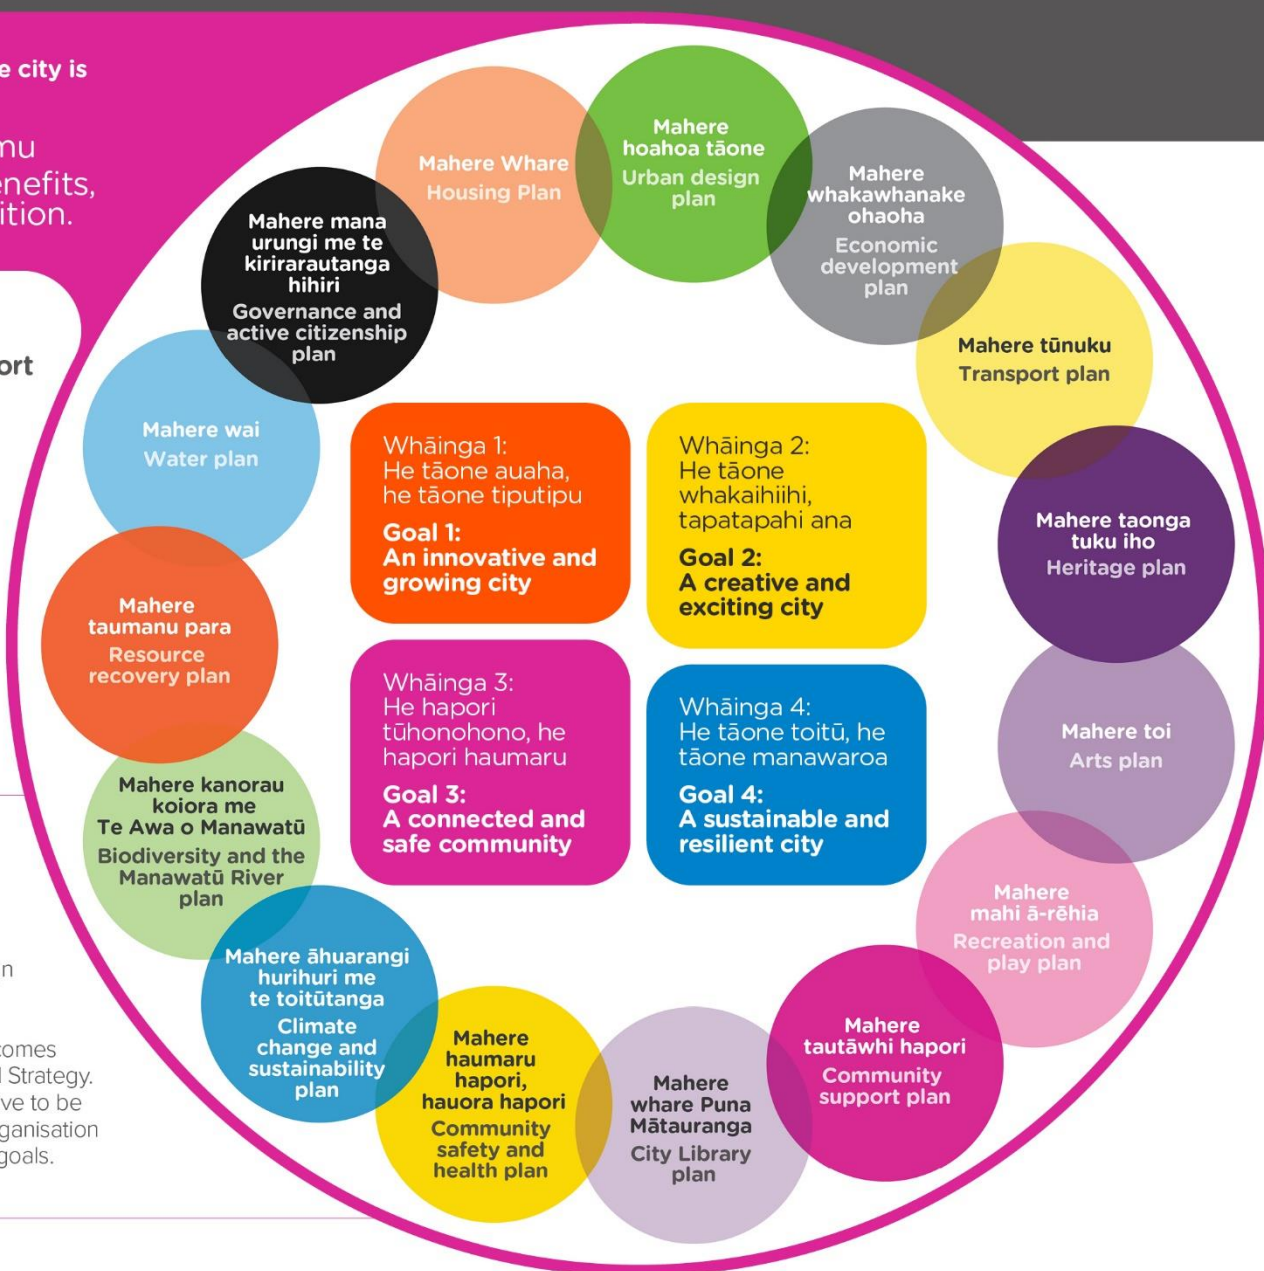 e city is
mu
enefits,
ition.
ort
n
comes
l Strategy.
ve to be
ganisation
goals.
Mahere Whare
Housing Plan
Mahere
hoahoa tāone
Urban design
plan
Mahere
whakawhanake
ohaoha
Economic
development
plan
Mahere tūnuku
Transport plan
Mahere taonga
tuku iho
Heritage plan
Mahere toi
Arts plan
Mahere
mahi ā-rēhia
Recreation and
play plan
Mahere
tautāwhi hapori
Community
support plan
Mahere
whare Puna
Mātauranga
City Library
plan
Mahere
haumaru
hapori,
hauora hapori
Community
safety and
health plan
Mahere āhuarangi
hurihuri me
te toitūtanga
Climate
change and
sustainability
plan
Mahere kanorau
koiora me
Te Awa o Manawatū
Biodiversity and the
Manawatū River
plan
Mahere
taumanu para
Resource
recovery plan
Mahere wai
Water plan
Mahere mana
urungi me te
kirirarautanga
hihiri
Governance and
active citizenship
plan
Whāinga 1:
He tāone auaha,
he tāone tiputipu
Goal 1:
An innovative and
growing city
Whāinga 2:
He tāone
whakaihiihi,
tapatapahi ana
Goal 2:
A creative and
exciting city
Whāinga 3:
He hapori
tūhonohono, he
hapori haumaru
Goal 3:
A connected and
safe community
Whāinga 4:
He tāone toitū, he
tāone manawaroa
Goal 4:
A sustainable and
resilient city